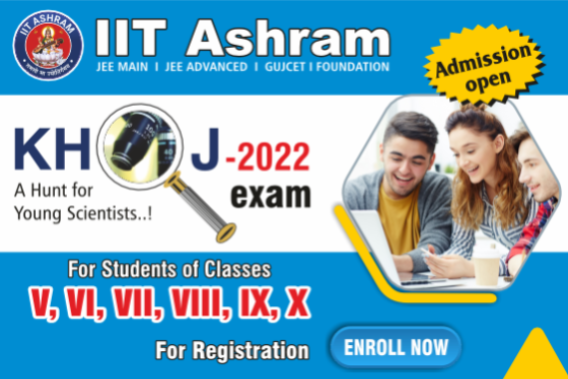 IIT ASHRAM
IIT Ashram
JEE MAIN I JEE ADVANCED I GUJCET I FOUNDATION
Admission
open
KHOJ-2022
A Hunt for
Young Scientists..!
exam
For Students of Classes
V, VI, VII, VIII, IX, X
For Registration
ENROLL NOW